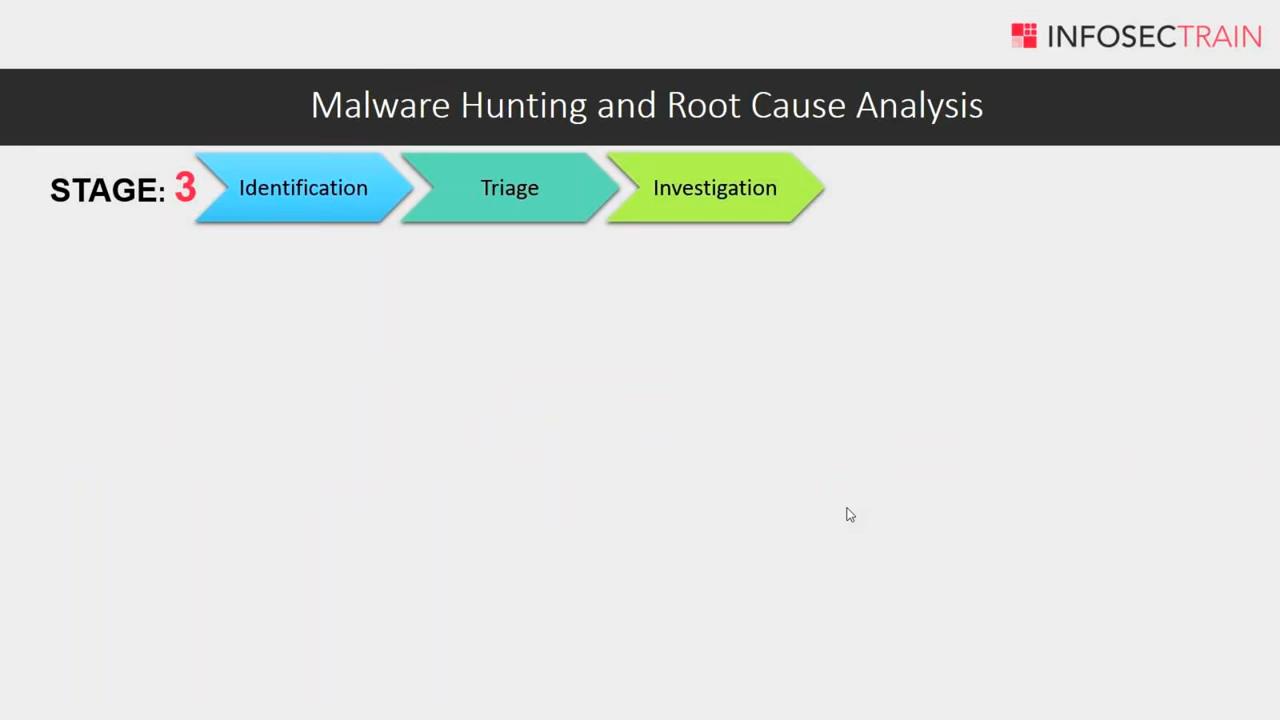 INFOSECTRAIN
Malware Hunting and Root Cause Analysis
STAGE: 3 Identification Triage Investigation